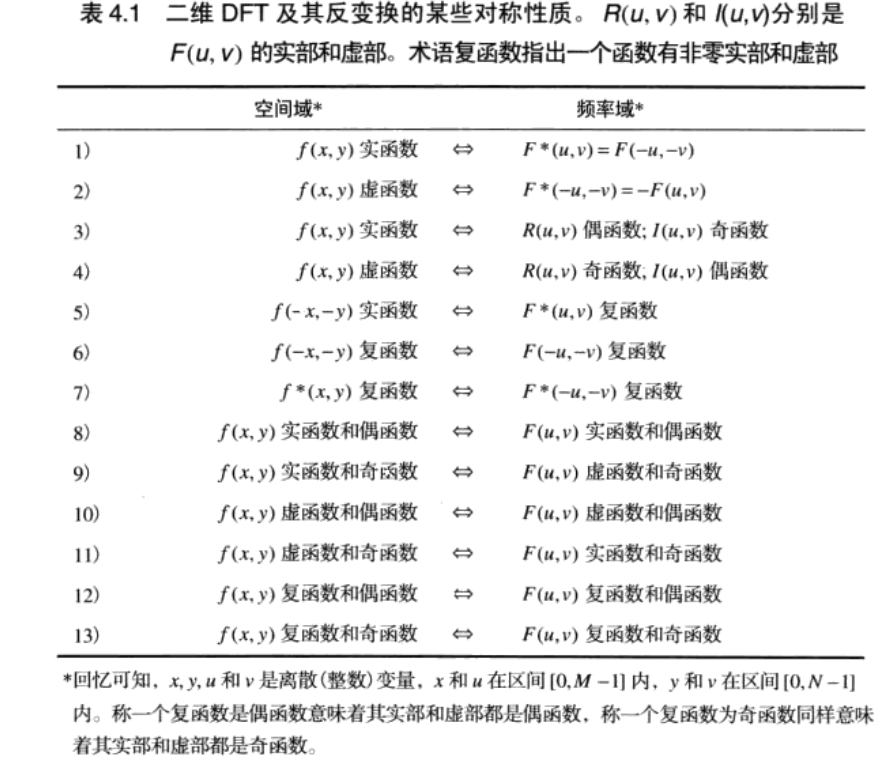 表 4.1 二维 DFT 及其反变换的某些对称性质。R(u, v) 和 I(u,v)分别是
F(u, v) 的实部和虚部。术语复函数指出一个函数有非零实部和虚部
空间域* 频率域*
1) f(x, y) 实函数 ⇔ F*(u,v)=F(−u,−v)
2) f(x, y) 虚函数 ⇔ F*(−u,−v)=−F(u,v)
3) f(x, y) 实函数 ⇔ R(u,v) 偶函数; I(u,v) 奇函数
4) f(x, y) 虚函数 ⇔ R(u,v) 奇函数; I(u,v) 偶函数
5) f(-x,−y) 实函数 ⇔ F*(u,v) 复函数
6) f(−x,−y) 复函数 ⇔ F(−u,−v) 复函数
7) f*(x, y) 复函数 ⇔ F*(−u,−v) 复函数
8) f(x, y) 实函数和偶函数 ⇔ F(u,v) 实函数和偶函数
9) f(x, y) 实函数和奇函数 ⇔ F(u,v) 虚函数和奇函数
10) f(x, y) 虚函数和偶函数 ⇔ F(u,v) 虚函数和偶函数
11) f(x, y) 虚函数和奇函数 ⇔ F(u,v) 实函数和奇函数
12) f(x, y) 复函数和偶函数 ⇔ F(u,v) 复函数和偶函数
13) f(x, y) 复函数和奇函数 ⇔ F(u,v) 复函数和奇函数
*回忆可知，x, y, u 和 v 是离散(整数)变量，x 和 u 在区间 [0, M −1] 内，y 和 v 在区间 [0, N −1]
内。称一个复函数是偶函数意味着其实部和虚部都是偶函数，称一个复函数为奇函数同样意味
着其实部和虚部都是奇函数。